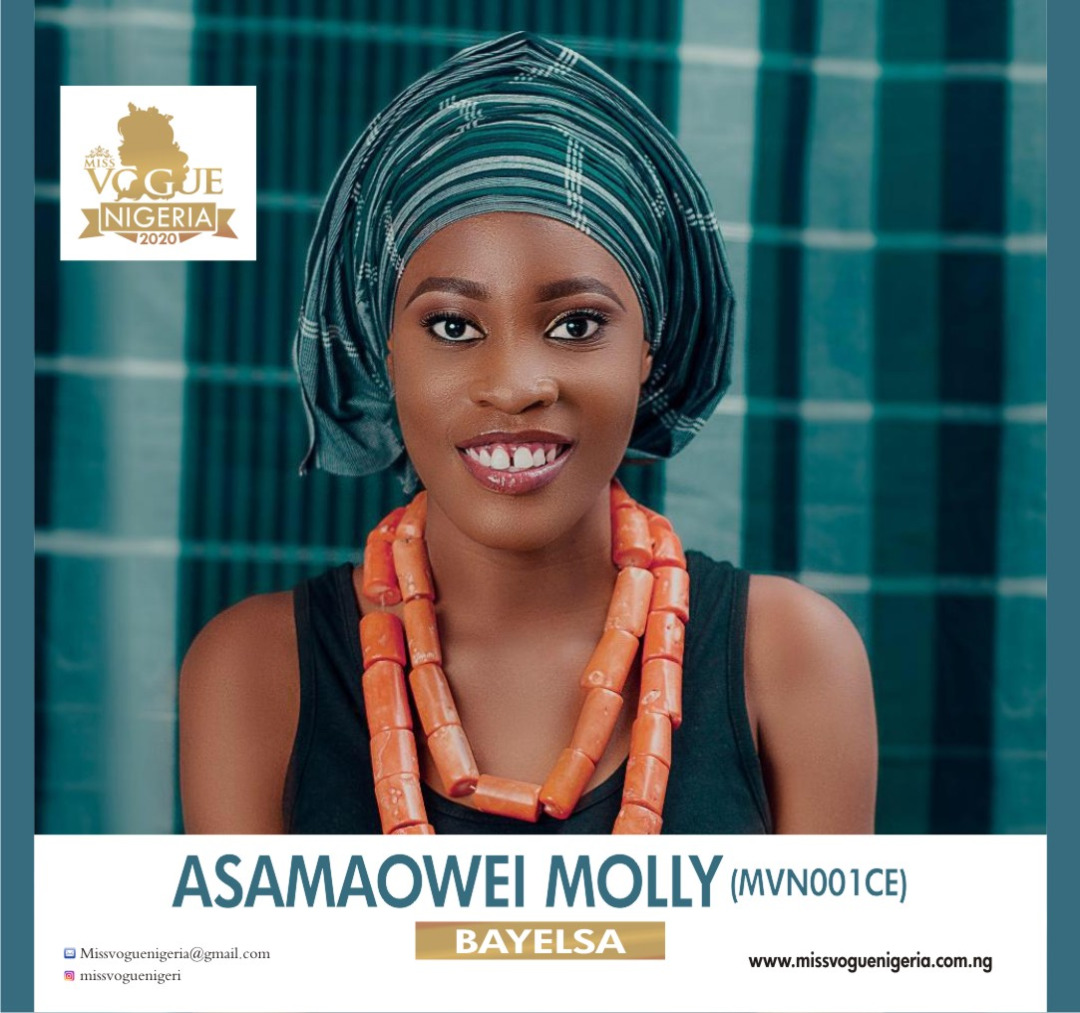 MISS
VOGUE
NIGERIA
2020
ASAMAOWEI MOLLY (MVN001CE)
BAYELSA
Missvoguenigeria@gmail.com
missvoguenigeri
www.missvoguenigeria.com.ng